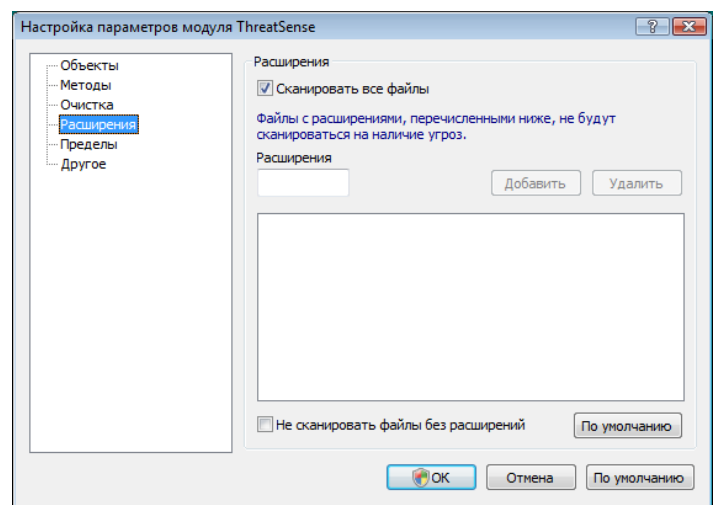 Настройка параметров модуля ThreatSense
Объекты
Методы
Очистка
Расширения
Пределы
Другое
Расширения
Сканировать все файлы
Файлы с расширениями, перечисленными ниже, не будут
сканироваться на наличие угроз.
Расширения
Добавить
Удалить
Не сканировать файлы без расширений
По умолчанию
OK
Отмена
По умолчанию